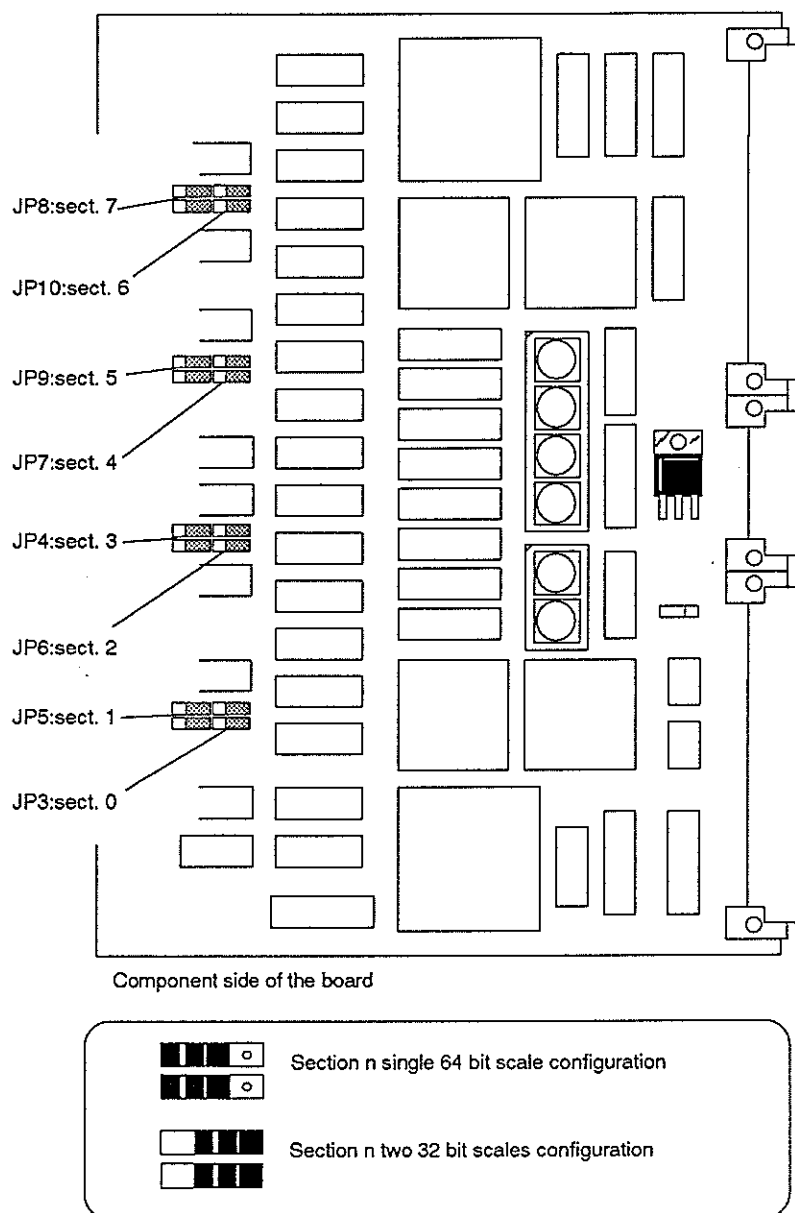 JP8:sect. 7
JP10:sect. 6
JP9:sect. 5
JP7:sect. 4
JP4:sect. 3
JP6:sect. 2
JP5:sect. 1
JP3:sect. 0
Component side of the board
Section n single 64 bit scale configuration
Section n two 32 bit scales configuration